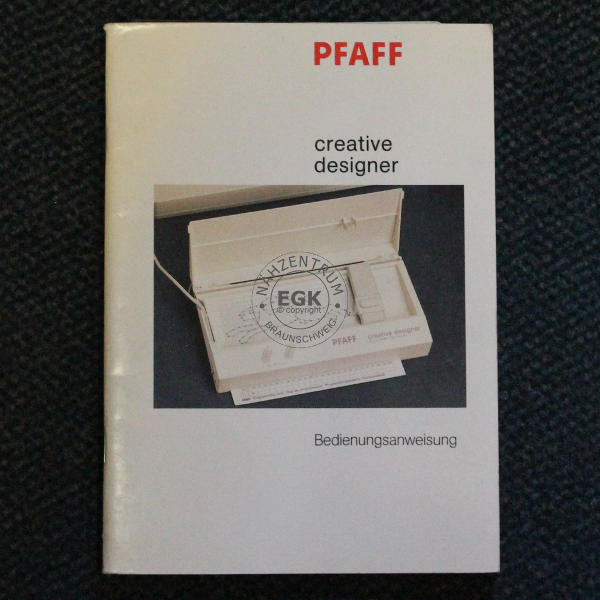 PFAFF
creative
designer
NÄHZENTRUM
EGK
© copyright
BRAUNSCHWEIG
PFAFF
creative designer
Bedienungsanweisung